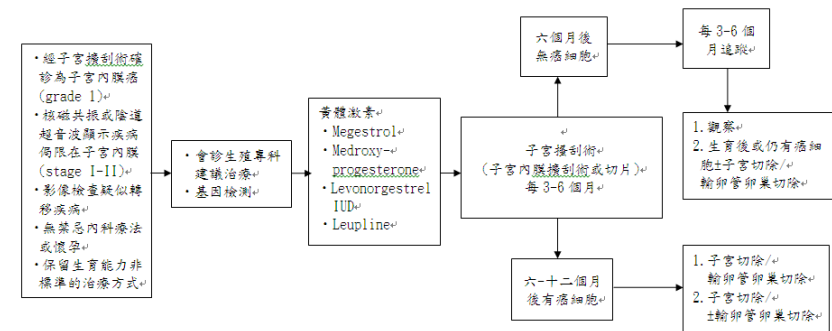 ・經子宮擴刮術確
診為子宮內膜癌
(grade 1)
・核磁共振或陰道
超音波顯示疾病
侷限在子宮內膜
(stage I-II)
・影像檢查疑似轉
移疾病
・無禁忌內科療法
或懷孕
・保留生育能力非
標準的治療方式
・會診生殖專科
建議治療
・基因檢測
黃體激素
・Megestrol
・Medroxy-
progesterone
・Levonorgestrel
IUD
・Leupline
子宮搔刮術
(子宮內膜擴刮術或切片)
每 3-6 個月
六個月後
無癌細胞
每 3-6 個
月追蹤
1.觀察
2.生育後或仍有癌細
胞±子宮切除/
輸卵管卵巢切除
六-十二個月
後有癌細胞
1.子宮切除/
輸卵管卵巢切除
2.子宮切除/
±輸卵管卵巢切除